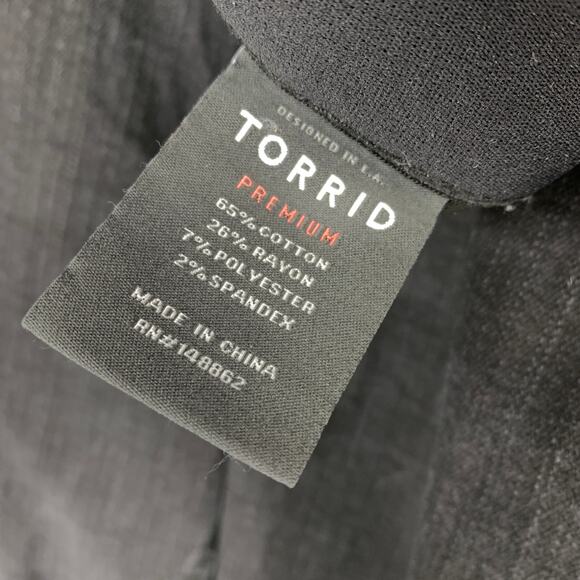 DESIGNED IN L.A.
TORRID
PREMIUM
65% COTTON
26% RAYON
7% POLYESTER
2% SPANDEX
MADE IN CHINA
RN#148862